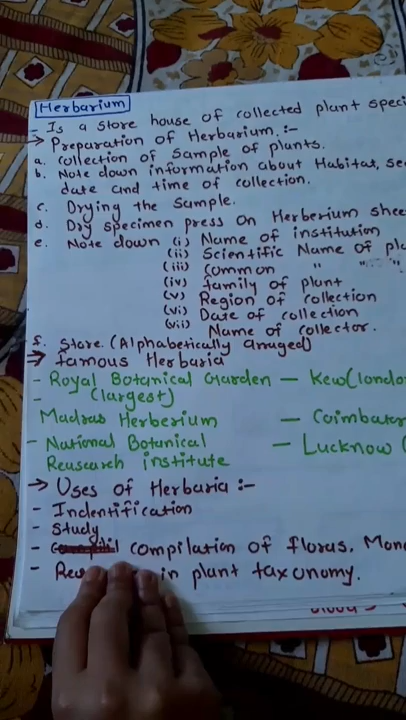 Herbarium
- Is a store house of collected plant speci
→ Preparation of Herbarium :-
a. Collection of Sample of plants.
b. Note down information about Habitat, se
date and time of collection.
c. Drying the sample.
d. Dry specimen press on Herberium shee
e. Note down (i) Name of institution
(ii) Scientific Name of pla
(iii) common " "
(iv) family of plant
(v) Region of collection
(vi) Date of collection
(vii) Name of collector.
f. Store. (Alphabetically arruged)
⇒ famous Herbaria
- Royal Botanical Garden — Kew(londo
- (largest)
Madras Herberium — Coimbator
- National Botanical — Lucknow (
Reusearch institute
→ Uses of Herbaria :-
- Indentification
- Study
- compilation of floras, Mon
- in plant taxonomy.